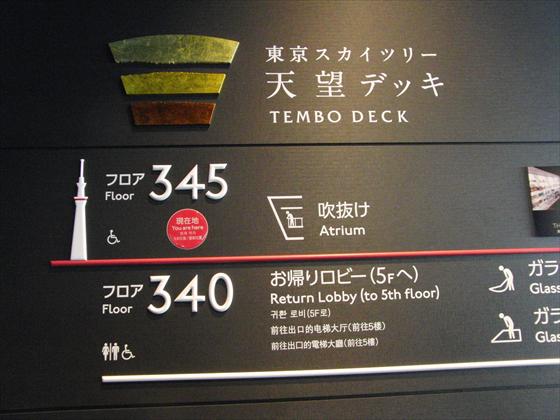 東京スカイツリー
天望デッキ
TEMBO DECK
フロア
Floor
345
現在地
You are here
吹抜け
Atrium
フロア
Floor
340
お帰りロビー(5Fへ)
Return Lobby (to 5th floor)
귀환 로비(5F로)
前往出口的电梯大厅(前往5楼)
前往出口的電梯大廳(前往5樓)
ガラ
Glass
ガラ
Glas